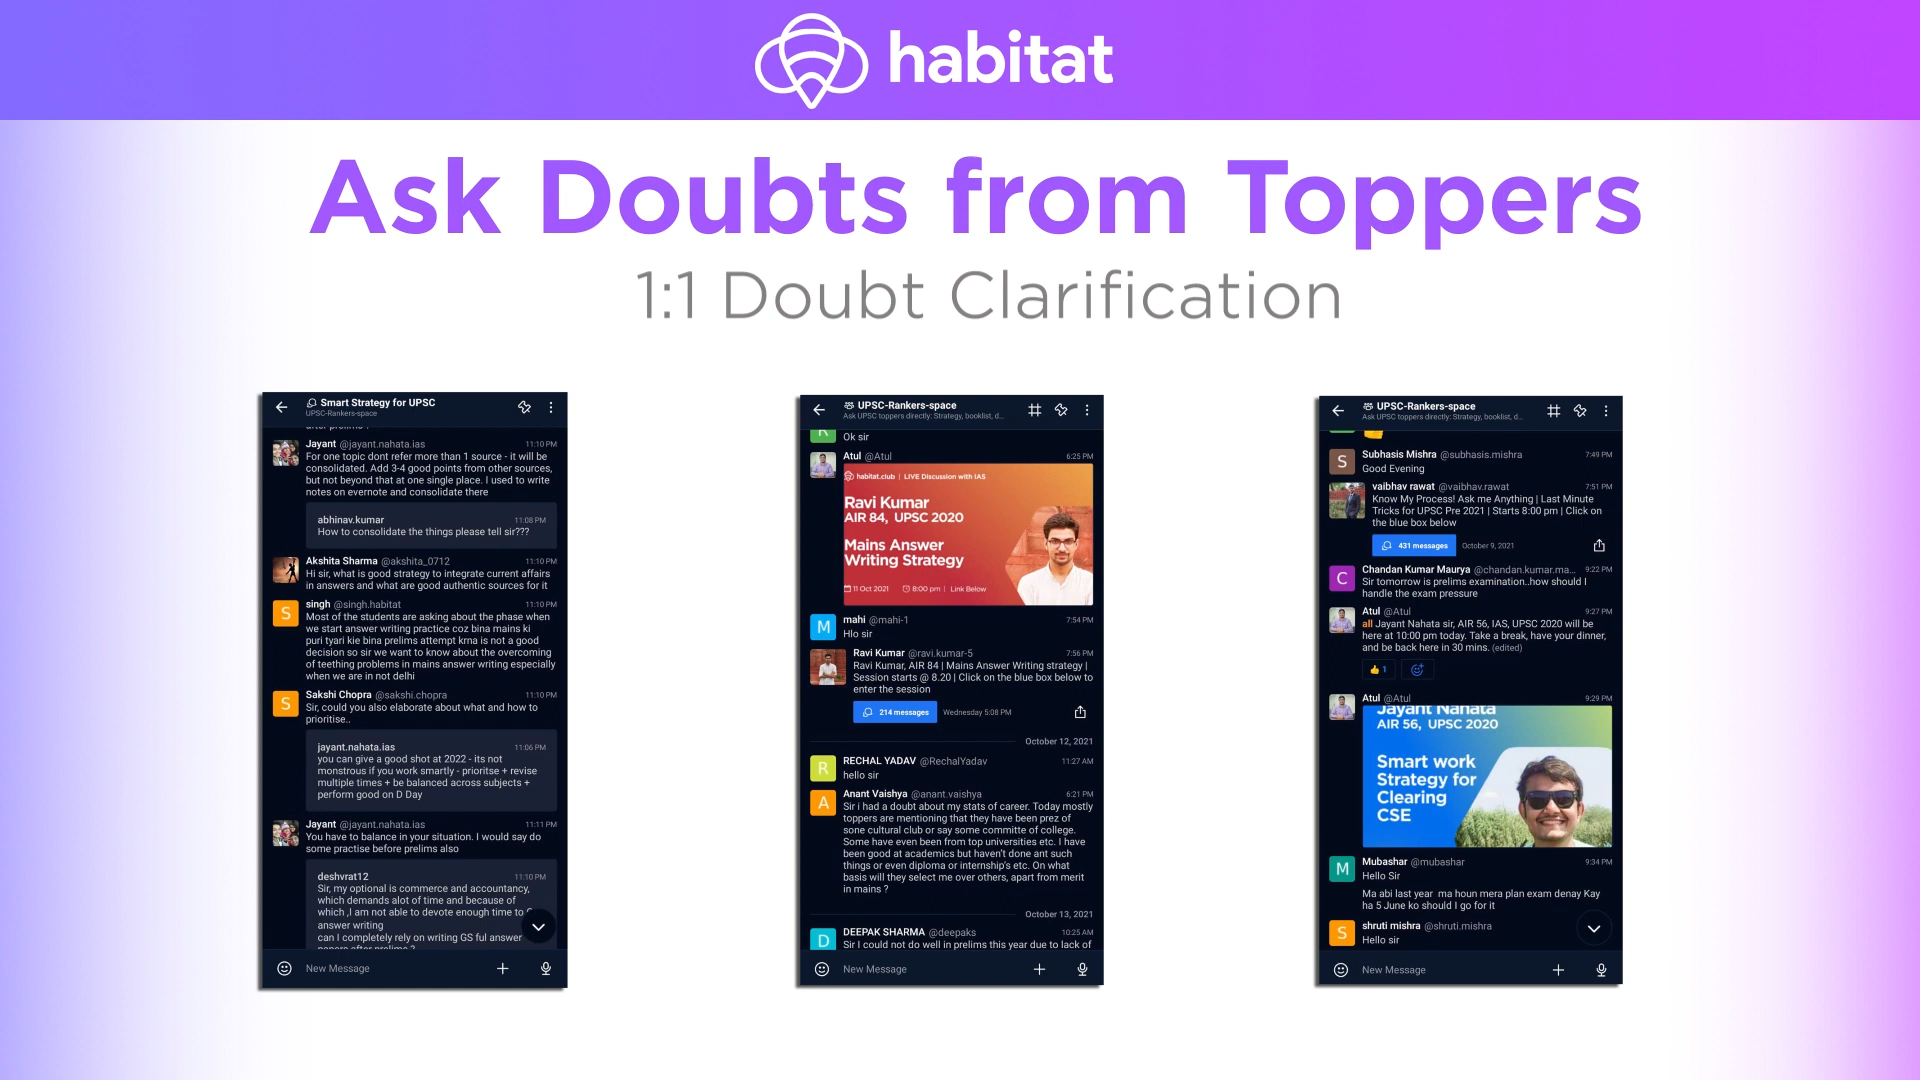 habitat
Ask Doubts from Toppers
1:1 Doubt Clarification
Smart Strategy for UPSC
UPSC-Rankers-space
after prelims ?
Jayant @jayant.nahata.ias 11:10 PM
For one topic dont refer more than 1 source - it will be
consolidated. Add 3-4 good points from other sources,
but not beyond that at one single place. I used to write
notes on evernote and consolidate there
abhinav.kumar 11:08 PM
How to consolidate the things please tell sir???
Akshita Sharma @akshita_0712 11:10 PM
Hi sir, what is good strategy to integrate current affairs
in answers and what are good authentic sources for it
S
singh @singh.habitat 11:10 PM
Most of the students are asking about the phase when
we start answer writing practice coz bina mains ki
puri tyari kie bina prelims attempt krna is not a good
decision so sir we want to know about the overcoming
of teething problems in mains answer writing especially
when we are in not delhi
S
Sakshi Chopra @sakshi.chopra 11:10 PM
Sir, could you also elaborate about what and how to
prioritise..
jayant.nahata.ias 11:06 PM
you can give a good shot at 2022 - its not
monstrous if you work smartly - prioritse + revise
multiple times + be balanced across subjects +
perform good on D Day
Jayant @jayant.nahata.ias 11:11 PM
You have to balance in your situation. I would say do
some practise before prelims also
deshvrat12 11:10 PM
Sir, my optional is commerce and accountancy,
which demands alot of time and because of
which ,I am not able to devote enough time to
answer writing
can I completely rely on writing GS ful answer
papers after prelims ?
New Message
UPSC-Rankers-space
Ask UPSC toppers directly: Strategy, booklist, d...
R
Ok sir
Atul @Atul 6:25 PM
habitat.club | LIVE Discussion with IAS
Ravi Kumar
AIR 84, UPSC 2020
Mains Answer
Writing Strategy
11 Oct 2021 8:00 pm | Link Below
M
mahi @mahi-1 7:54 PM
Hlo sir
Ravi Kumar @ravi.kumar-5 7:56 PM
Ravi Kumar, AIR 84 | Mains Answer Writing strategy |
Session starts @ 8.20 | Click on the blue box below to
enter the session
214 messages Wednesday 5:08 PM
October 12, 2021
R
RECHAL YADAV @RechalYadav 11:27 AM
hello sir
A
Anant Vaishya @anant.vaishya 6:21 PM
Sir i had a doubt about my stats of career. Today mostly
toppers are mentioning that they have been prez of
sone cultural club or say some committe of college.
Some have even been from top universities etc. I have
been good at academics but haven't done ant such
things or even diploma or internship's etc. On what
basis will they select me over others, apart from merit
in mains ?
October 13, 2021
D
DEEPAK SHARMA @deepaks 10:25 AM
Sir I could not do well in prelims this year due to lack of
New Message
UPSC-Rankers-space
Ask UPSC toppers directly: Strategy, booklist, d...
S
Subhasis Mishra @subhasis.mishra 7:49 PM
Good Evening
vaibhav rawat @vaibhav.rawat 7:51 PM
Know My Process! Ask me Anything | Last Minute
Tricks for UPSC Pre 2021 | Starts 8:00 pm | Click on
the blue box below
431 messages October 9, 2021
C
Chandan Kumar Maurya @chandan.kumar.ma... 9:22 PM
Sir tomorrow is prelims examination..how should I
handle the exam pressure
Atul @Atul 9:27 PM
all Jayant Nahata sir, AIR 56, IAS, UPSC 2020 will be
here at 10:00 pm today. Take a break, have your dinner,
and be back here in 30 mins. (edited)
1
Atul @Atul 9:29 PM
Jayant Nahata
AIR 56, UPSC 2020
Smart work
Strategy for
Clearing
CSE
M
Mubashar @mubashar 9:34 PM
Hello Sir
Ma abi last year ma houn mera plan exam denay Kay
ha 5 June ko should I go for it
S
shruti mishra @shruti.mishra
Hello sir
New Message